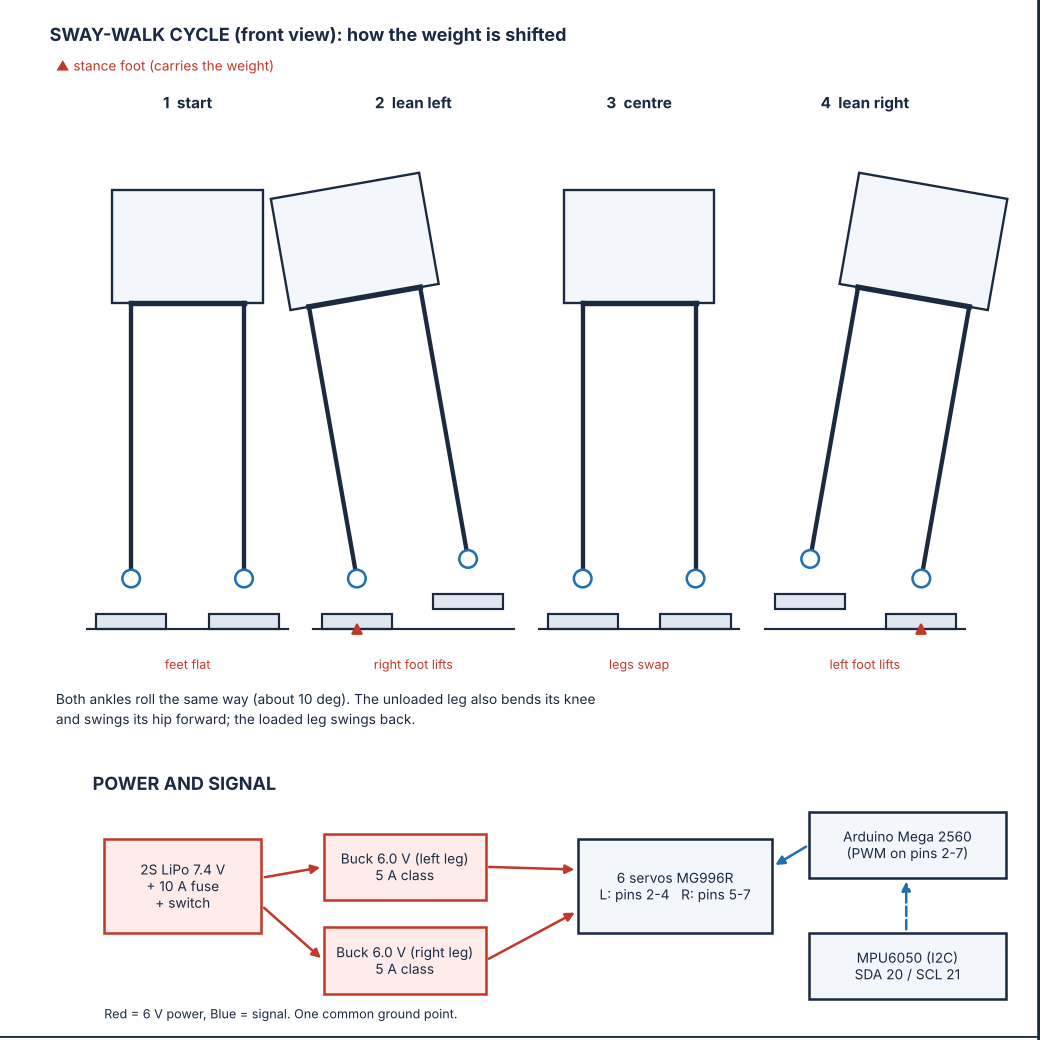 SWAY-WALK CYCLE (front view): how the weight is shifted
▲ stance foot (carries the weight)
1 start
2 lean left
3 centre
4 lean right
feet flat
right foot lifts
legs swap
left foot lifts
Both ankles roll the same way (about 10 deg). The unloaded leg also bends its knee
and swings its hip forward; the loaded leg swings back.
POWER AND SIGNAL
2S LiPo 7.4 V
+ 10 A fuse
+ switch
Buck 6.0 V (left leg)
5 A class
Buck 6.0 V (right leg)
5 A class
6 servos MG996R
L: pins 2-4 R: pins 5-7
Arduino Mega 2560
(PWM on pins 2-7)
MPU6050 (I2C)
SDA 20 / SCL 21
Red = 6 V power, Blue = signal. One common ground point.